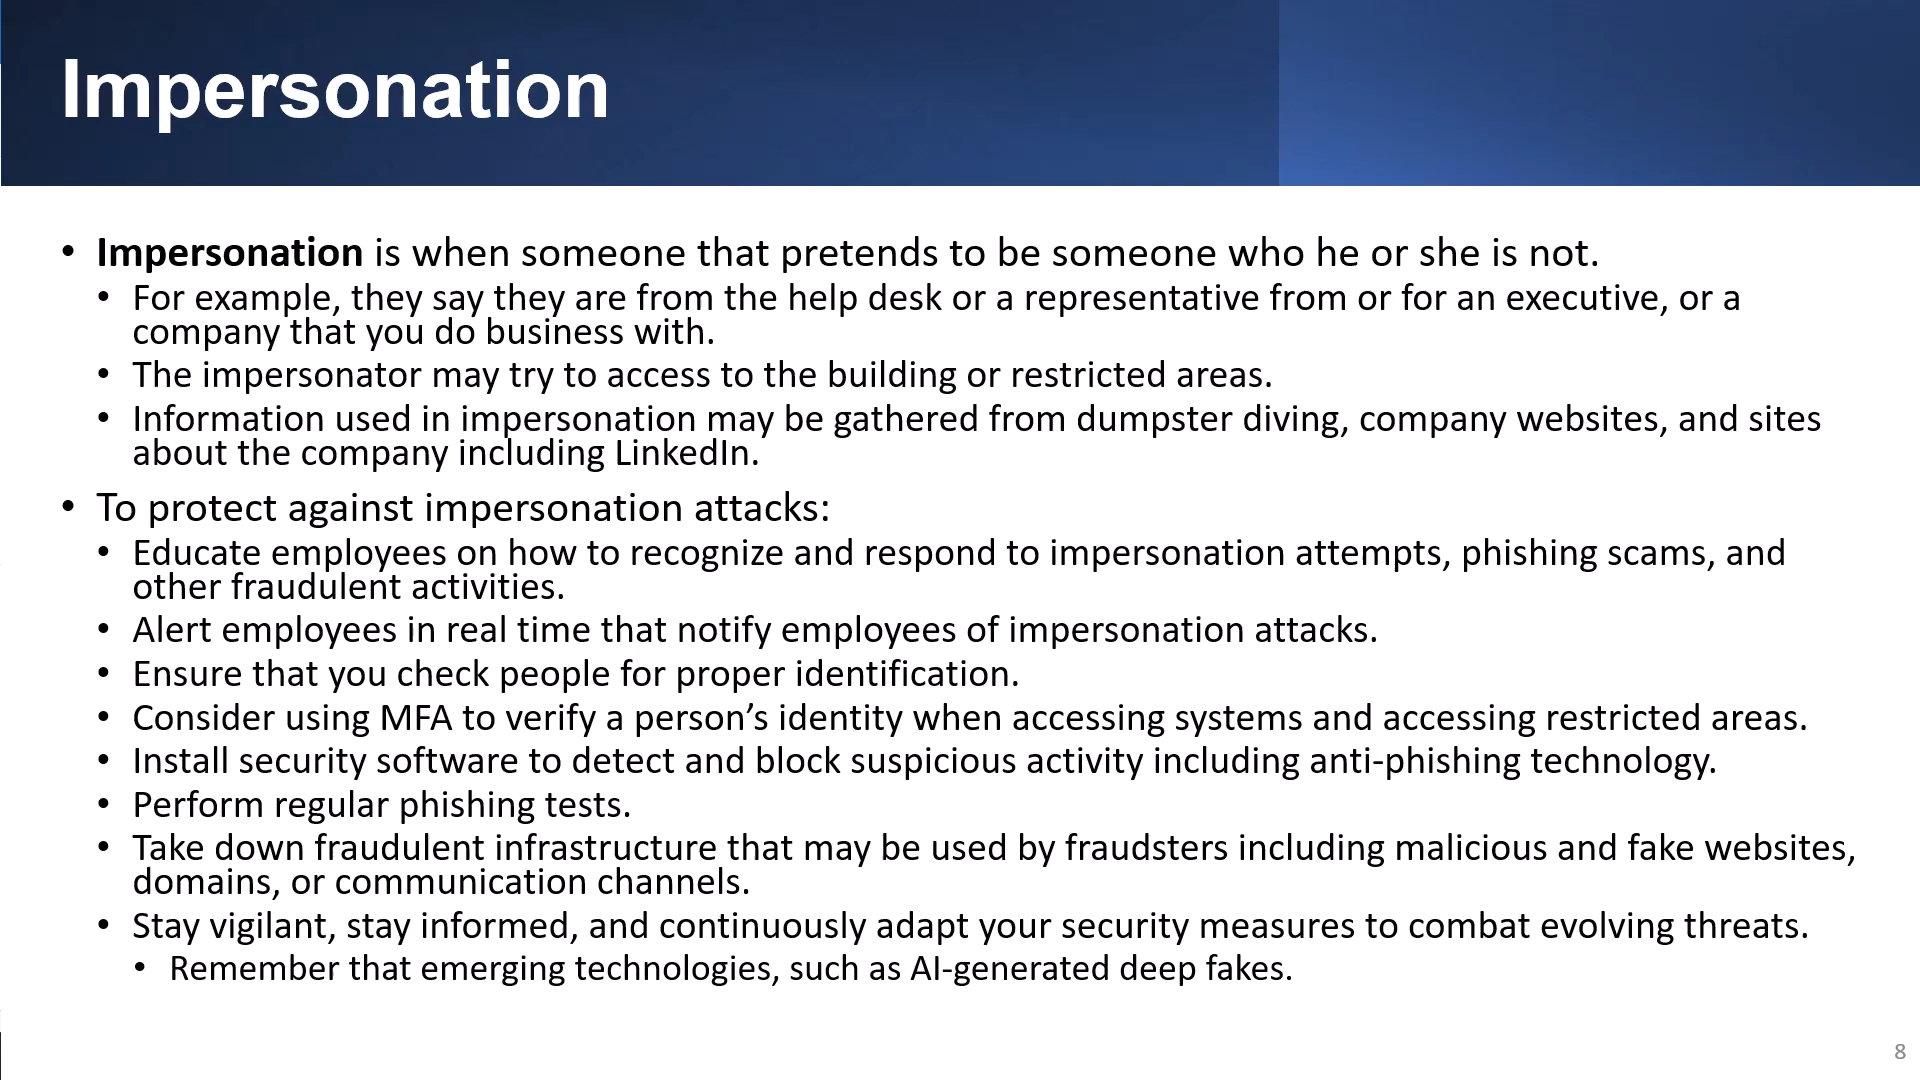 Impersonation
• Impersonation is when someone that pretends to be someone who he or she is not.
• For example, they say they are from the help desk or a representative from or for an executive, or a
company that you do business with.
• The impersonator may try to access to the building or restricted areas.
• Information used in impersonation may be gathered from dumpster diving, company websites, and sites
about the company including LinkedIn.
• To protect against impersonation attacks:
• Educate employees on how to recognize and respond to impersonation attempts, phishing scams, and
other fraudulent activities.
• Alert employees in real time that notify employees of impersonation attacks.
• Ensure that you check people for proper identification.
• Consider using MFA to verify a person’s identity when accessing systems and accessing restricted areas.
• Install security software to detect and block suspicious activity including anti-phishing technology.
• Perform regular phishing tests.
• Take down fraudulent infrastructure that may be used by fraudsters including malicious and fake websites,
domains, or communication channels.
• Stay vigilant, stay informed, and continuously adapt your security measures to combat evolving threats.
• Remember that emerging technologies, such as AI-generated deep fakes.
8